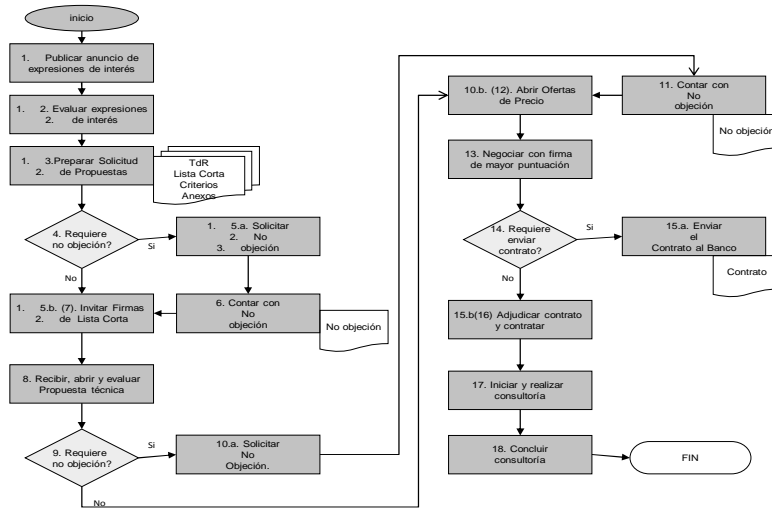 inicio
1. Publicar anuncio de
expresiones de interés
1. 2. Evaluar expresiones
2. de interés
1. 3.Preparar Solicitud
2. de Propuestas
TdR
Lista Corta
Criterios
Anexos
4. Requiere
no objeción?
Si
No
1. 5.a. Solicitar
2. No
3. objeción
6. Contar con
No
objeción
No objeción
1. 5.b. (7). Invitar Firmas
2. de Lista Corta
8. Recibir, abrir y evaluar
Propuesta técnica
9. Requiere
no objeción?
Si
No
10.a. Solicitar
No
Objeción.
10.b. (12). Abrir Ofertas
de Precio
11. Contar con
No
objeción
No objeción
13. Negociar con firma
de mayor puntuación
14. Requiere
enviar
contrato?
Si
No
15.a. Enviar
el
Contrato al Banco
Contrato
15.b(16) Adjudicar contrato
y contratar
17. Iniciar y realizar
consultoría
18. Concluir
consultoría
FIN